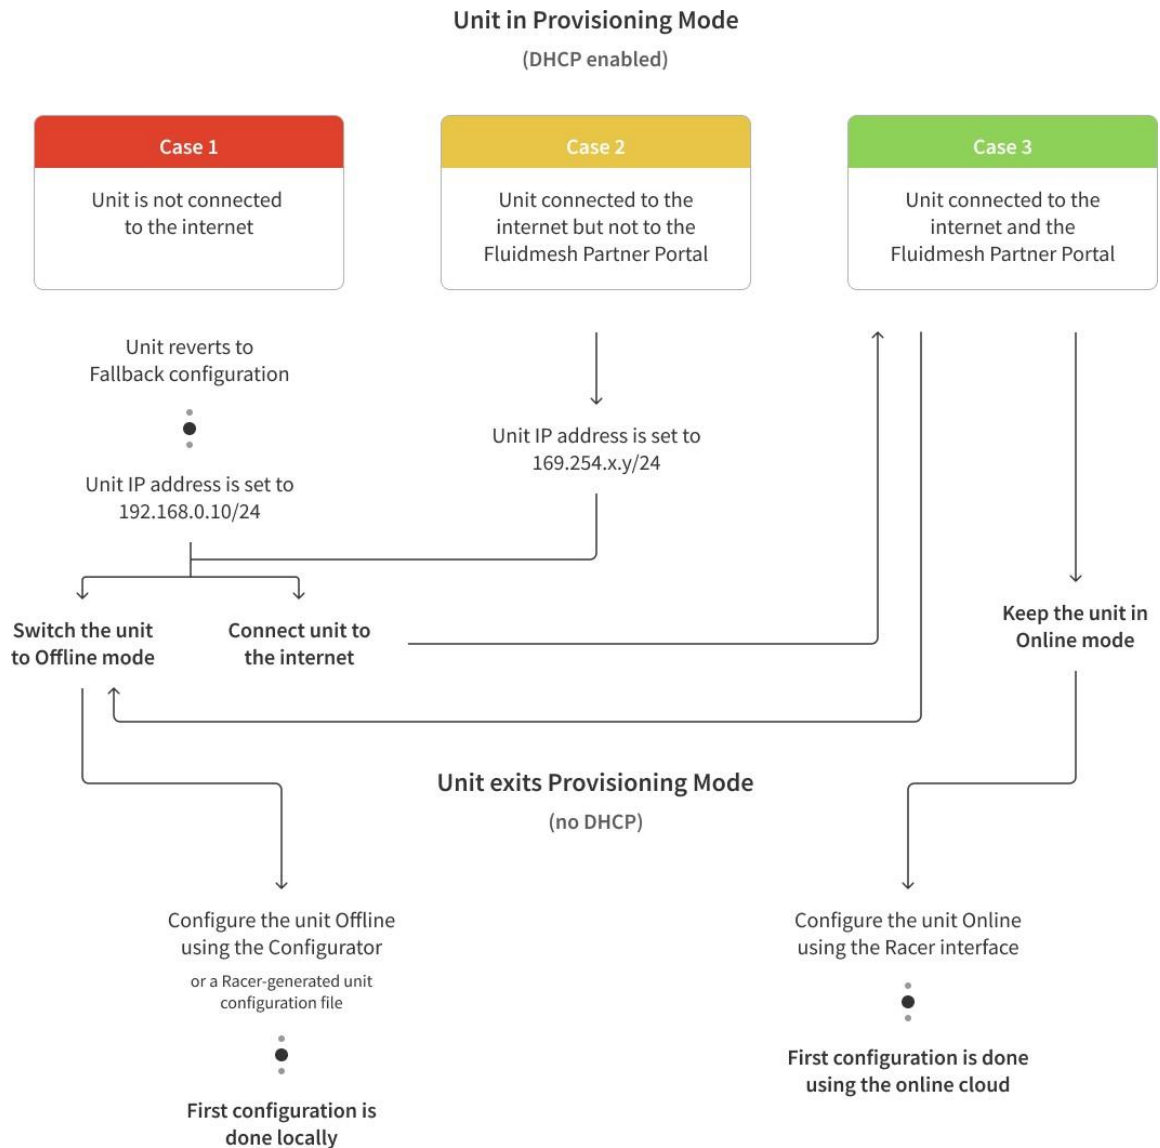 Unit in Provisioning Mode
(DHCP enabled)
Case 1
Unit is not connected
to the internet
Case 2
Unit connected to the
internet but not to the
Fluidmesh Partner Portal
Case 3
Unit connected to the
internet and the
Fluidmesh Partner Portal
Unit reverts to
Fallback configuration
Unit IP address is set to
192.168.0.10/24
Unit IP address is set to
169.254.x.y/24
Switch the unit
to Offline mode
Connect unit to
the internet
Keep the unit in
Online mode
Unit exits Provisioning Mode
(no DHCP)
Configure the unit Offline
using the Configurator
or a Racer-generated unit
configuration file
First configuration is
done locally
Configure the unit Online
using the Racer interface
First configuration is done
using the online cloud